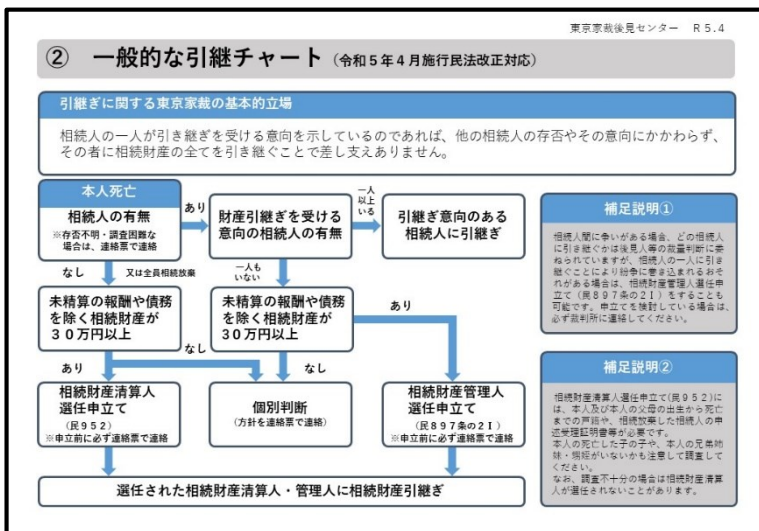 東京家裁後見センター R5.4
② 一般的な引継チャート（令和５年４月施行民法改正対応）
引継ぎに関する東京家裁の基本的立場
相続人の一人が引き継ぎを受ける意向を示しているのであれば、他の相続人の存否やその意向にかかわらず、
その者に相続財産の全てを引き継ぐことで差し支えありません。
本人死亡
相続人の有無
※存否不明・調査困難な
場合は、連絡票で連絡
あり
財産引継ぎを受ける
意向の相続人の有無
一人
以上
いる
引継ぎ意向のある
相続人に引継ぎ
なし
又は全員相続放棄
一人も
いない
未精算の報酬や債務
を除く相続財産が
３０万円以上
未精算の報酬や債務
を除く相続財産が
３０万円以上
あり
なし
あり
なし
相続財産清算人
選任申立て
（民９５２）
※申立前に必ず連絡票で連絡
個別判断
（方針を連絡票で連絡）
相続財産管理人
選任申立て
（民８９７条の２Ⅰ）
※申立前に必ず連絡票で連絡
選任された相続財産清算人・管理人に相続財産引継ぎ
補足説明①
相続人間に争いがある場合、どの相続人
に引き継ぐかは後見人等の裁量判断に委
ねられていますが、相続人の一人に引き継
ぐことにより紛争に巻き込まれるおそ
れがある場合は、相続財産管理人選任申
立て（民８９７条の２Ⅰ）をすることも
可能です。申立てを検討している場合は、
必ず裁判所に連絡してください。
補足説明②
相続財産清算人選任申立て(民９５２)に
は、本人及び本人の父母の出生から死亡
までの戸籍や、相続放棄した相続人の申
述受理証明書等が必要です。
※本人の死亡した子の子や、本人の兄弟姉
妹・甥姪がいないかも注意して調査して
ください。
なお、調査不十分の場合は相続財産清算
人が選任されないことがあります。